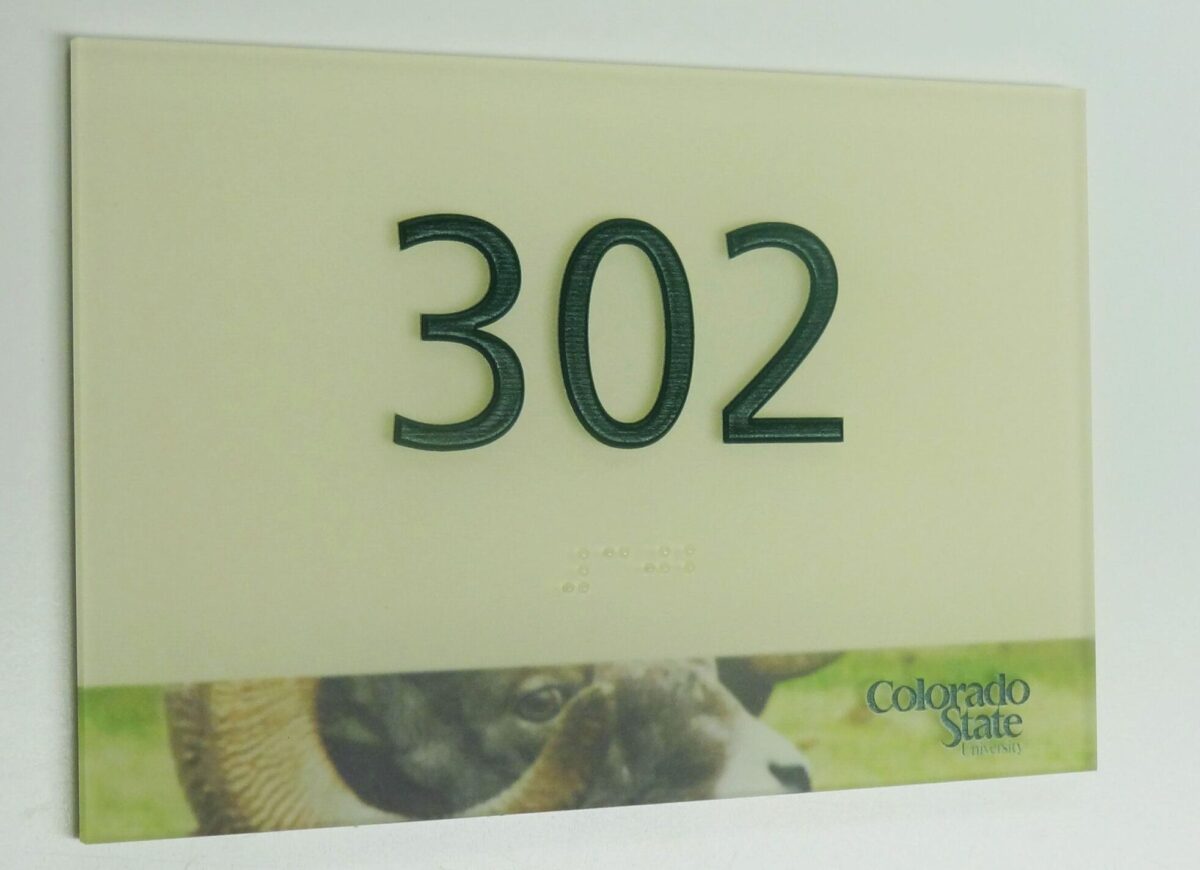 302
⠼⠉⠚⠃
Colorado
State
University